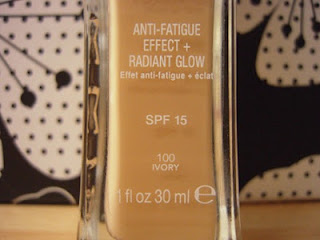 ANTI-FATIGUE
EFFECT +
RADIANT GLOW
Effet anti-fatigue + éclat
SPF 15
100
IVORY
1 fl oz 30 ml ℮